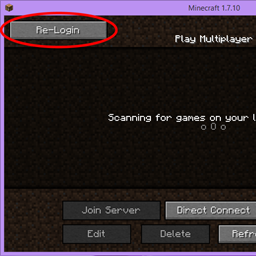 Minecraft 1.7.10
Re-Login
Play Multiplayer
Scanning for games on your
Join Server
Direct Connect
Edit
Delete